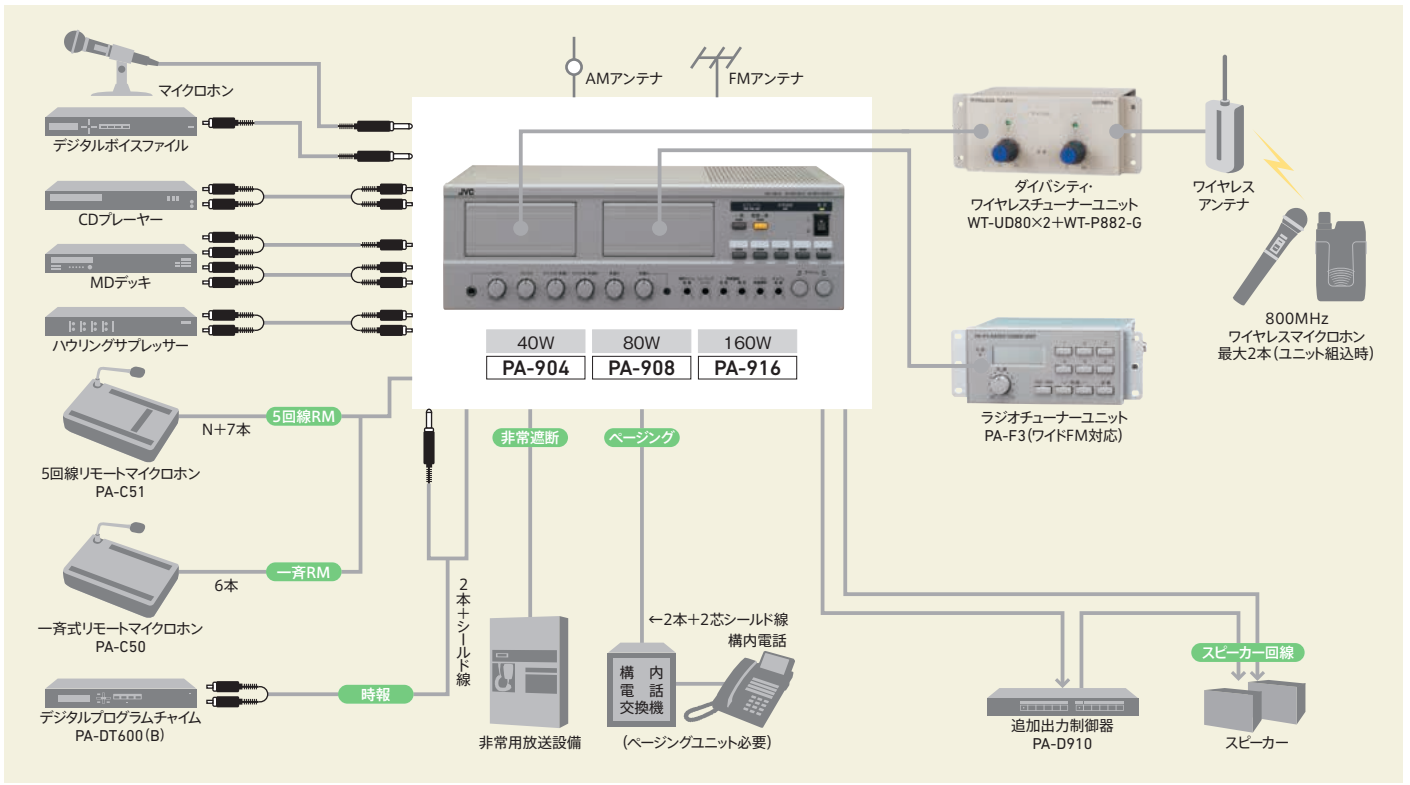 AMアンテナ
FMアンテナ
マイクロホン
デジタルボイスファイル
CDプレーヤー
MDデッキ
ハウリングサプレッサー
JVC
40W
80W
160W
PA-904
PA-908
PA-916
WIRELESS TUNER
ダイバシティ・
ワイヤレスチューナーユニット
WT-UD80×2+WT-P882-G
ワイヤレス
アンテナ
800MHz
ワイヤレスマイクロホン
最大2本(ユニット組込時)
ラジオチューナーユニット
PA-F3(ワイドFM対応)
N+7本
5回線RM
5回線リモートマイクロホン
PA-C51
6本
一斉RM
一斉式リモートマイクロホン
PA-C50
時報
デジタルプログラムチャイム
PA-DT600(B)
2本+シールド線
非常遮断
非常用放送設備
ページング
←2本+2芯シールド線
構内電話
構 内
電 話
交換機
(ページングユニット必要)
追加出力制御器
PA-D910
スピーカー回線
スピーカー